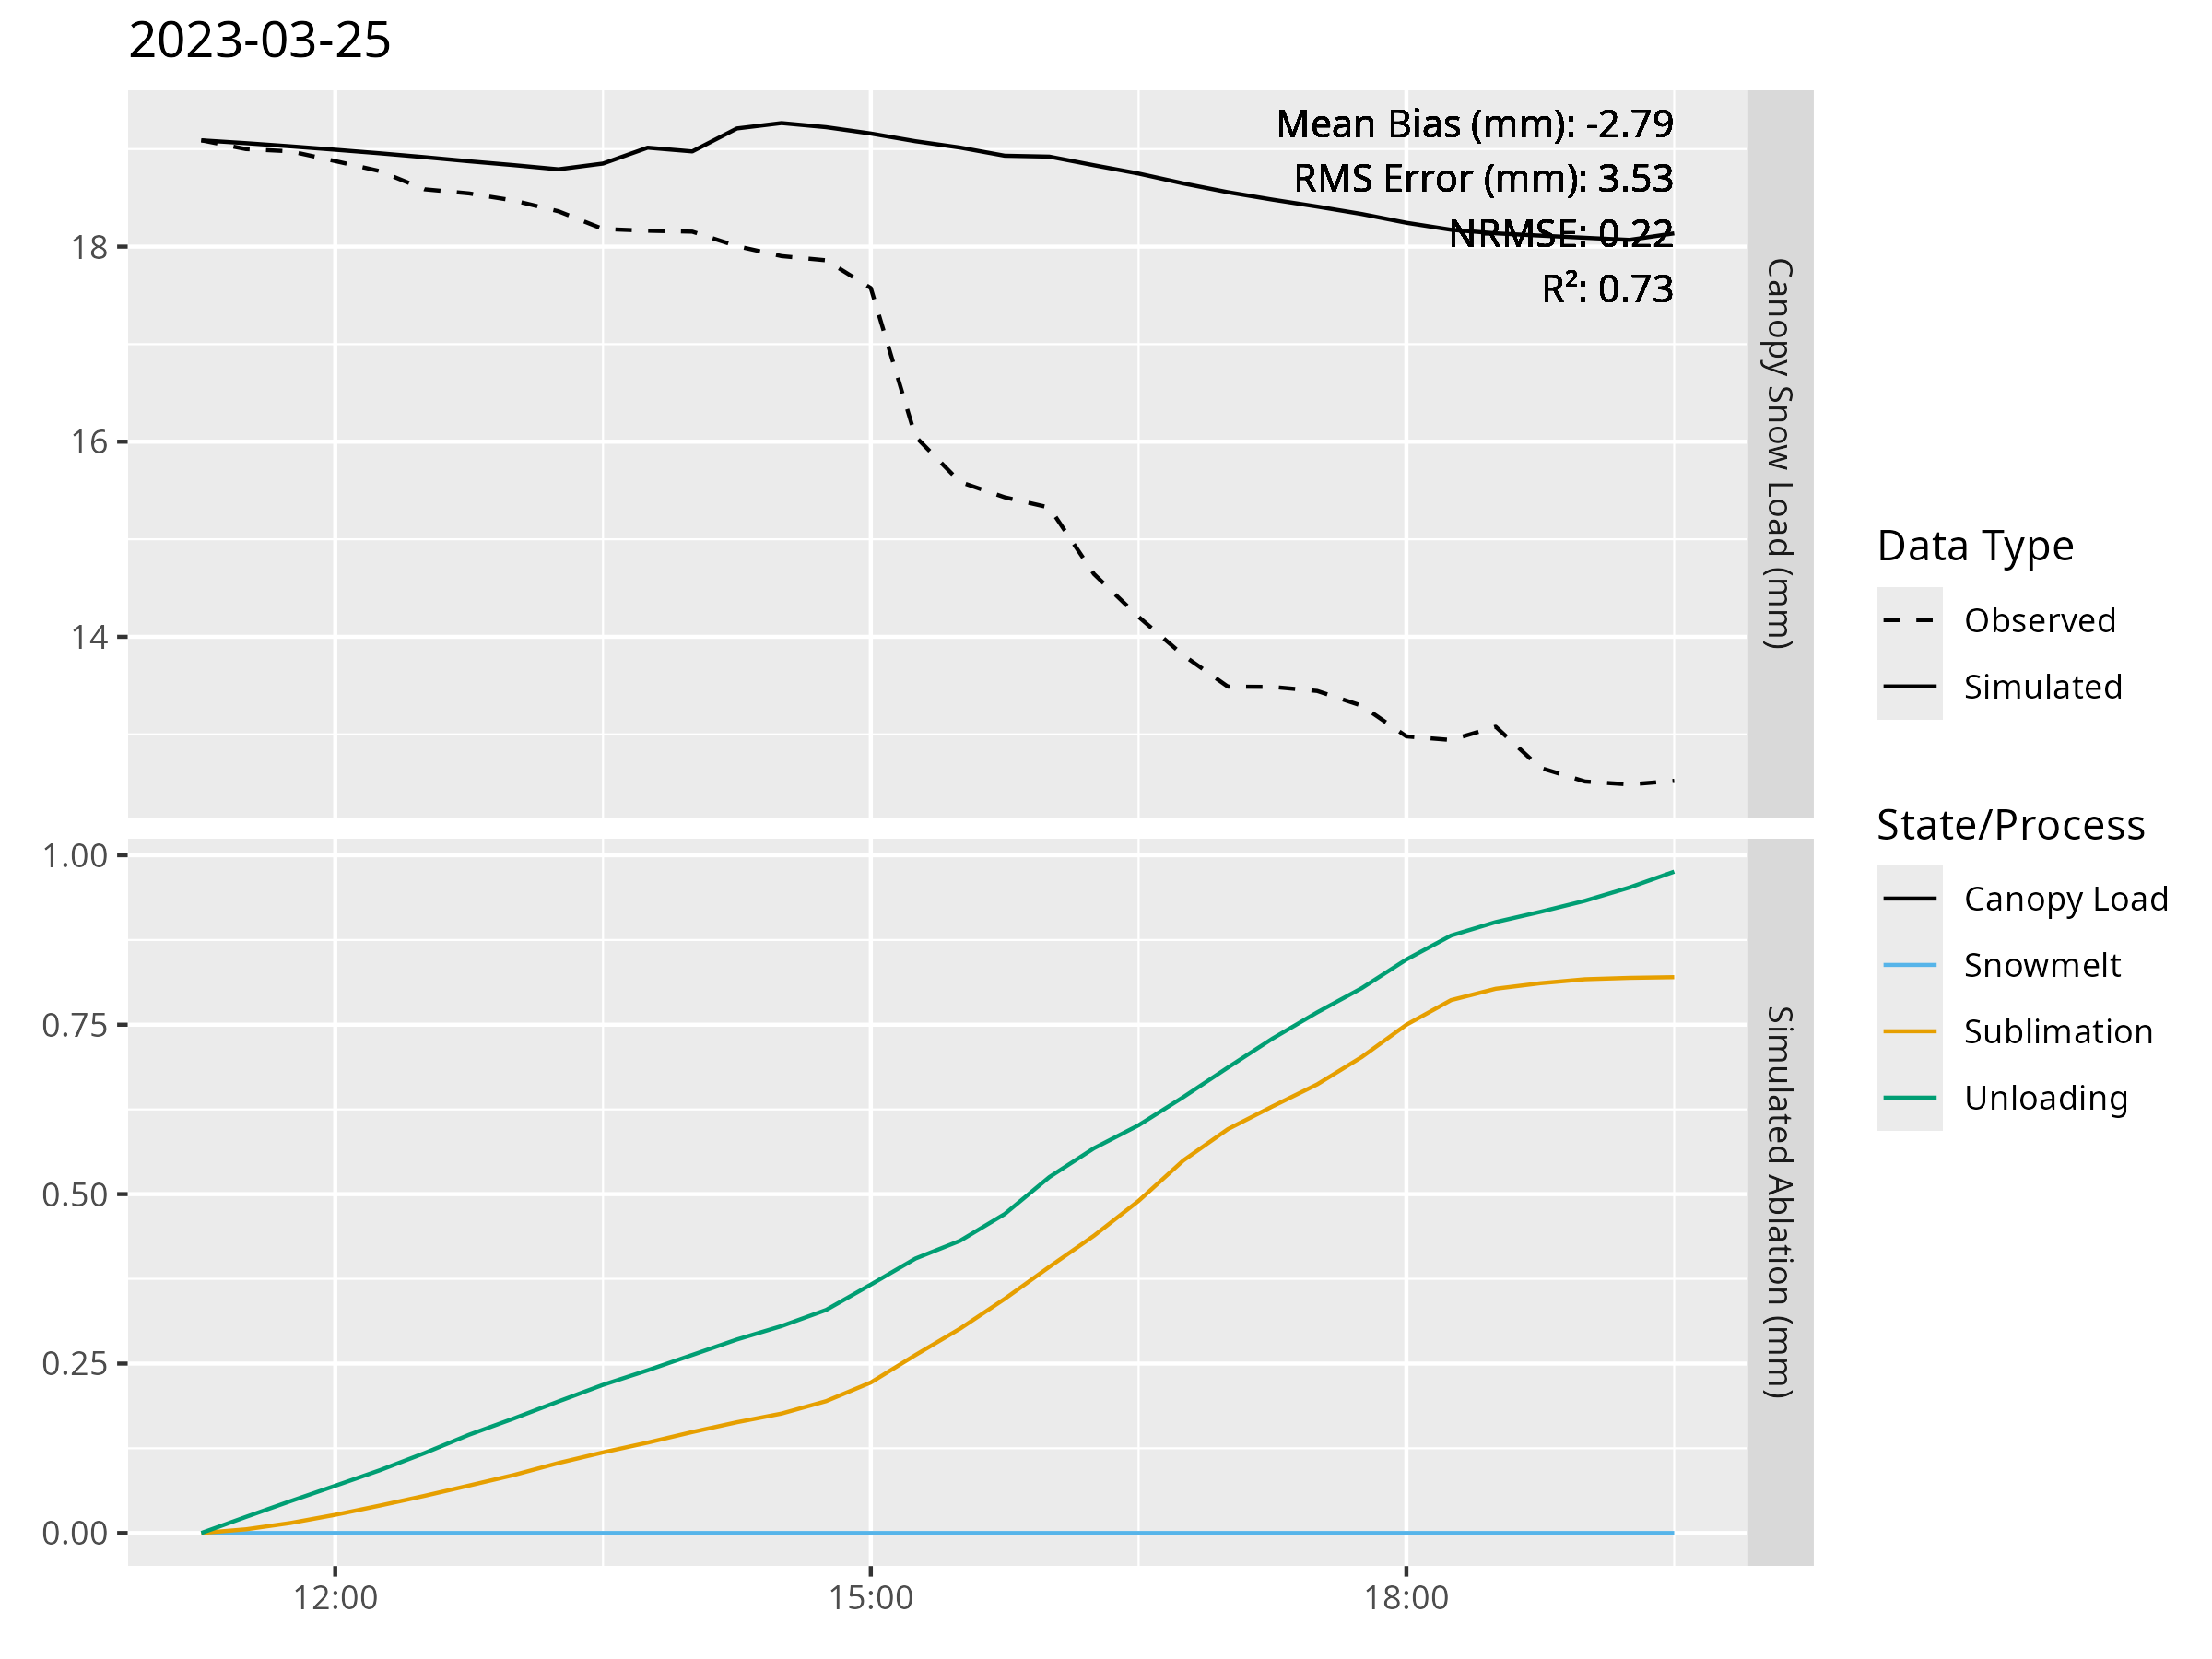 2023-03-25
Mean Bias (mm): -2.79
RMS Error (mm): 3.53
NRMSE: 0.22
R²: 0.73
18
16
14
Canopy Snow Load (mm)
1.00
0.75
0.50
0.25
0.00
Simulated Ablation (mm)
12:00
15:00
18:00
Data Type
Observed
Simulated
State/Process
Canopy Load
Snowmelt
Sublimation
Unloading